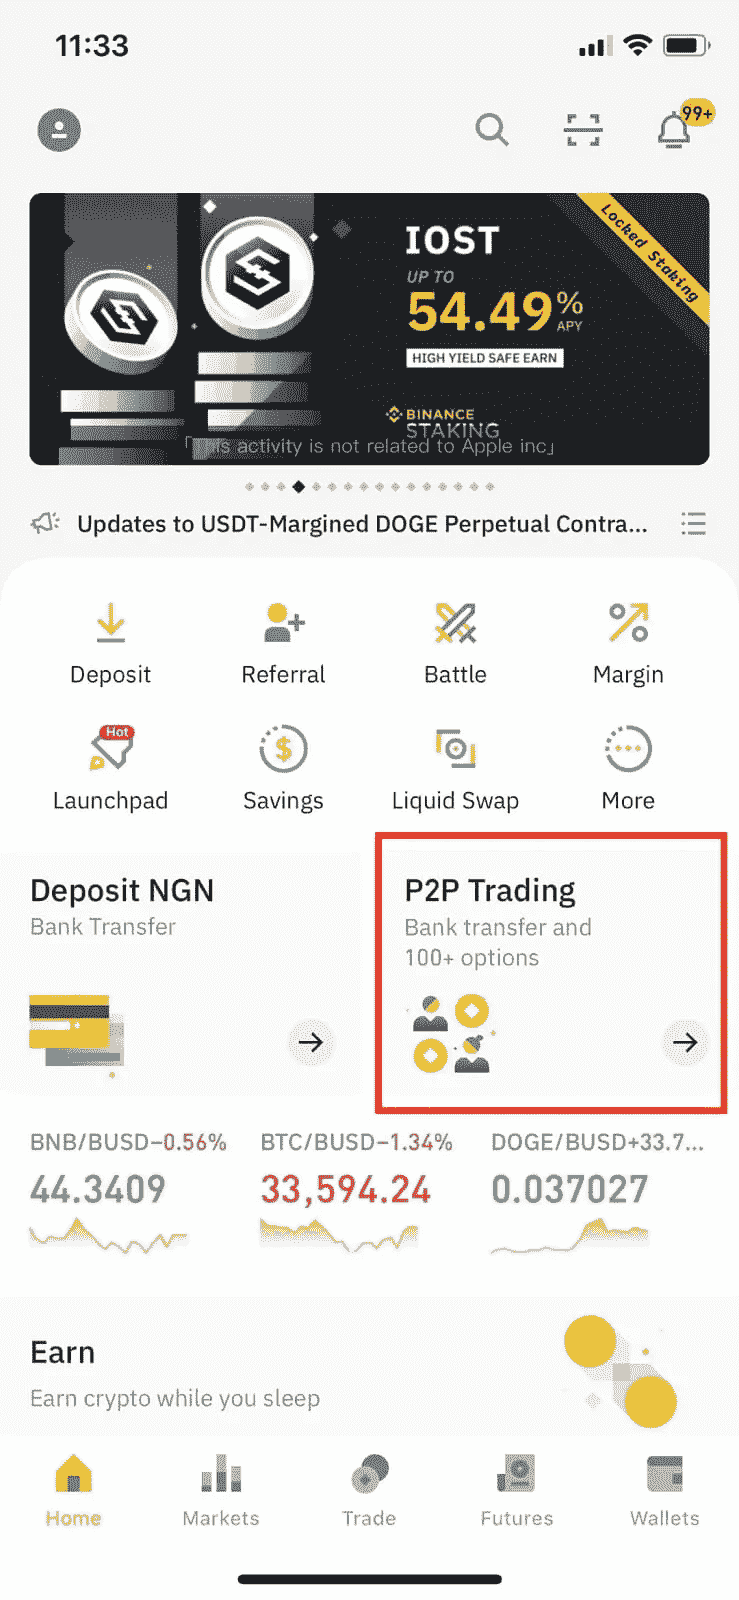 11:33
99+
Locked Staking
IOST
UP TO
54.49%
APY
HIGH YIELD SAFE EARN
BINANCE
STAKING
「This activity is not related to Apple inc」
Updates to USDT-Margined DOGE Perpetual Contra...
Deposit Referral Battle Margin
Hot
Launchpad Savings Liquid Swap More
Deposit NGN
Bank Transfer
P2P Trading
Bank transfer and
100+ options
BNB/BUSD-0.56% BTC/BUSD-1.34% DOGE/BUSD+33.7...
44.3409 33,594.24 0.037027
Earn
Earn crypto while you sleep
Home Markets Trade Futures Wallets